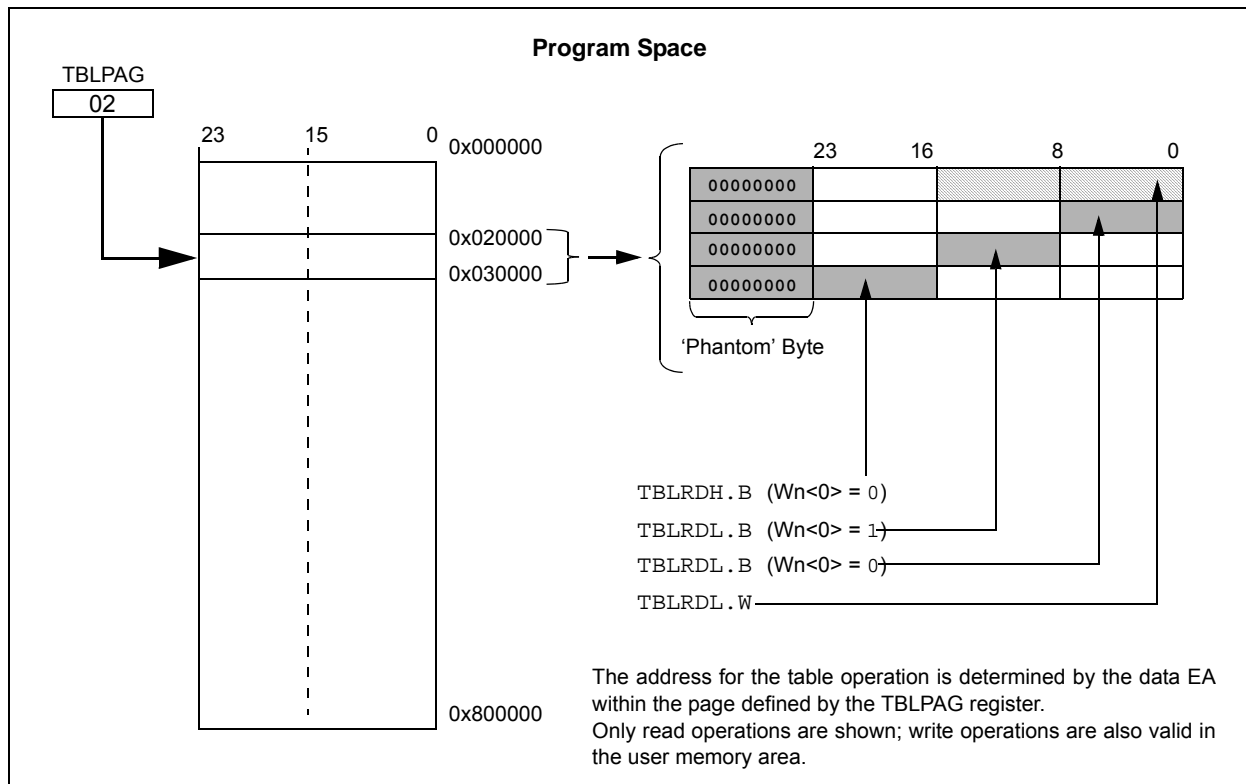 Program Space
TBLPAG
02
23 15 0
0x000000
0x020000
0x030000
0x800000
23 16 8 0
00000000
00000000
00000000
00000000
‘Phantom’ Byte
TBLRDH.B (Wn<0> = 0)
TBLRDL.B (Wn<0> = 1)
TBLRDL.B (Wn<0> = 0)
TBLRDL.W
The address for the table operation is determined by the data EA
within the page defined by the TBLPAG register.
Only read operations are shown; write operations are also valid in
the user memory area.